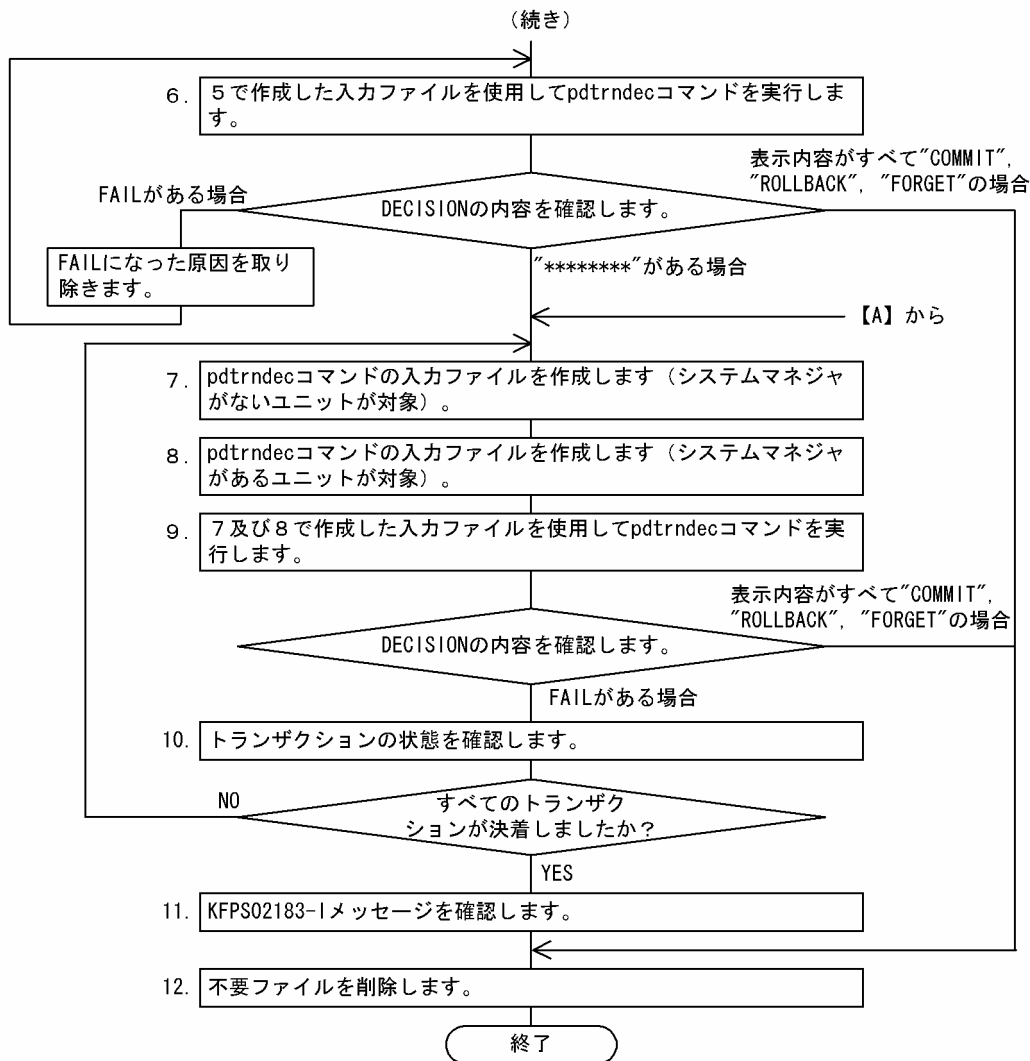 (続き)
6. 5で作成した入力ファイルを使用してpdtrndecコマンドを実行しま
す。
表示内容がすべて"COMMIT",
"ROLLBACK", "FORGET"の場合
FAILがある場合
DECISIONの内容を確認します。
FAILになった原因を取り
除きます。
"********"がある場合
【A】から
7. pdtrndecコマンドの入力ファイルを作成します（システムマネジャ
がないユニットが対象）。
8. pdtrndecコマンドの入力ファイルを作成します（システムマネジャ
があるユニットが対象）。
9. 7及び8で作成した入力ファイルを使用してpdtrndecコマンドを実
行します。
表示内容がすべて"COMMIT",
"ROLLBACK", "FORGET"の場合
DECISIONの内容を確認します。
FAILがある場合
10. トランザクションの状態を確認します。
NO
すべてのトランザク
ションが決着しましたか？
YES
11. KFPS02183-Iメッセージを確認します。
12. 不要ファイルを削除します。
終了